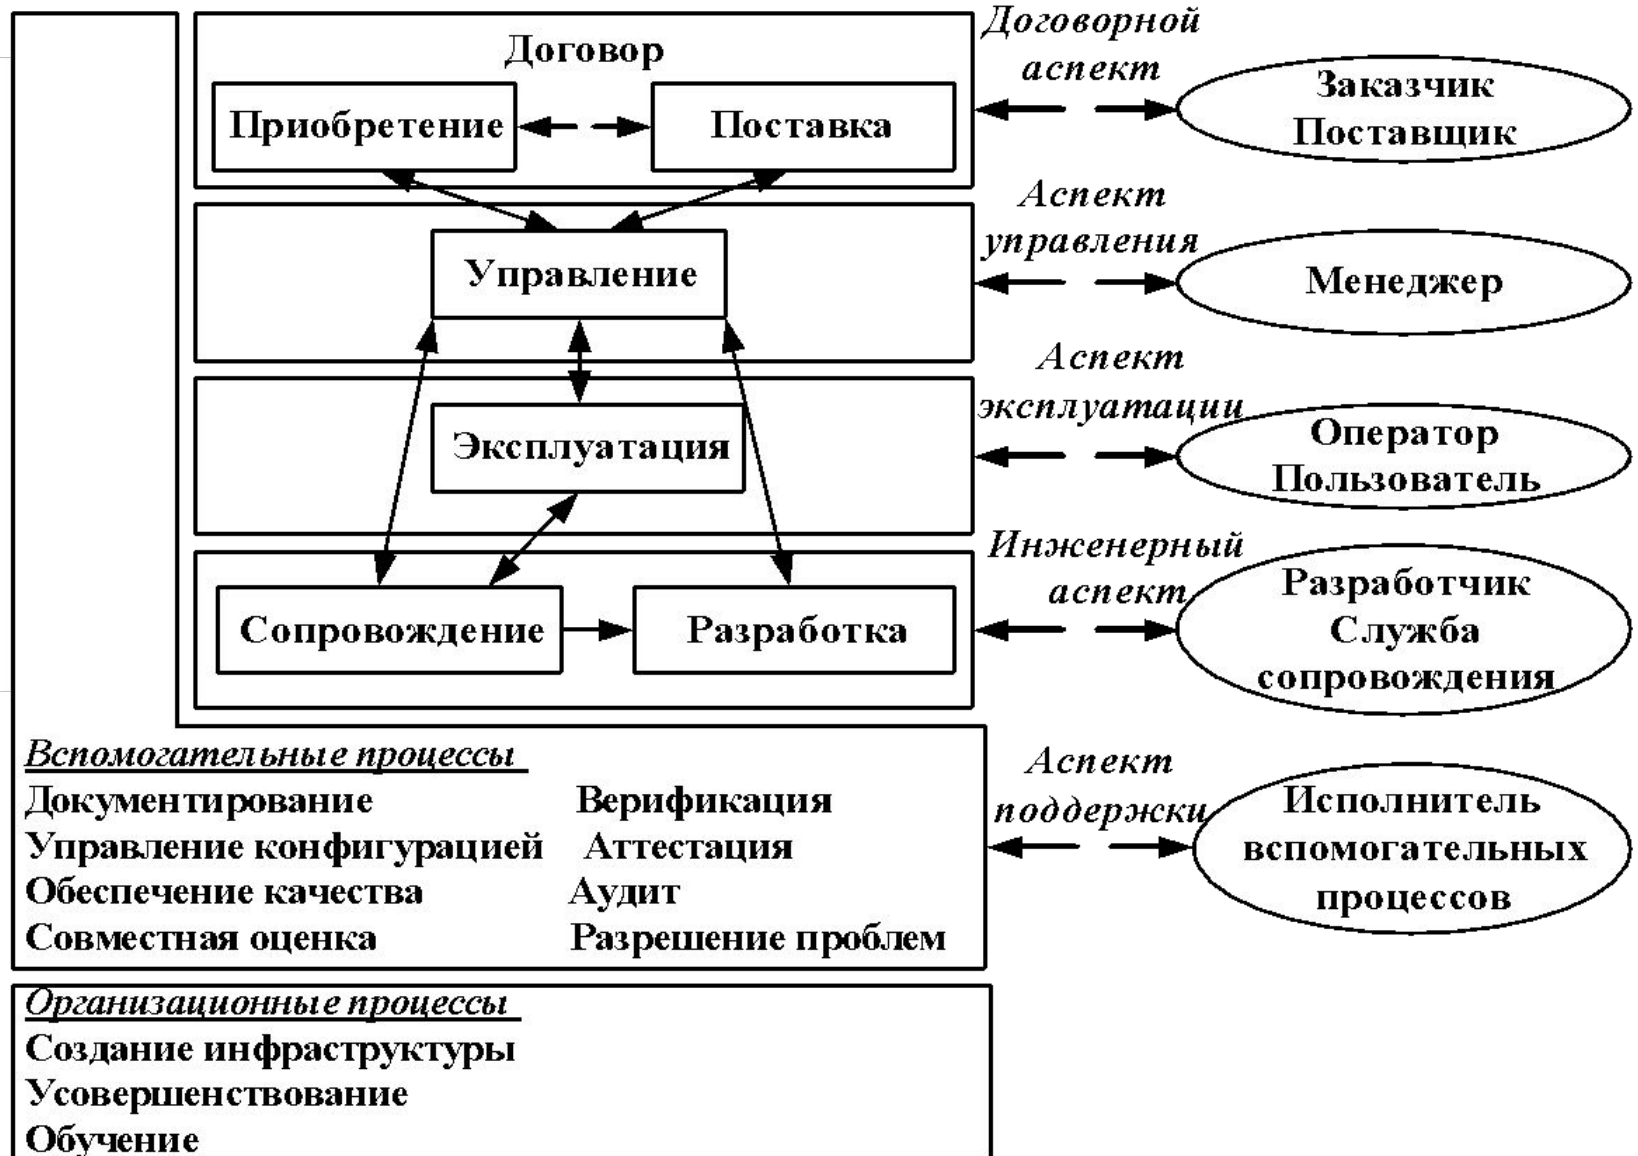 Договор
Договорной
аспект
Приобретение
Поставка
Заказчик
Поставщик
Аспект
управления
Управление
Менеджер
Аспект
эксплуатации
Эксплуатация
Оператор
Пользователь
Инженерный
аспект
Сопровождение
Разработка
Разработчик
Служба
сопровождения
Вспомогательные процессы
Документирование
Верификация
Управление конфигурацией
Аттестация
Обеспечение качества
Аудит
Совместная оценка
Разрешение проблем
Аспект
поддержки
Исполнитель
вспомогательных
процессов
Организационные процессы
Создание инфраструктуры
Усовершенствование
Обучение